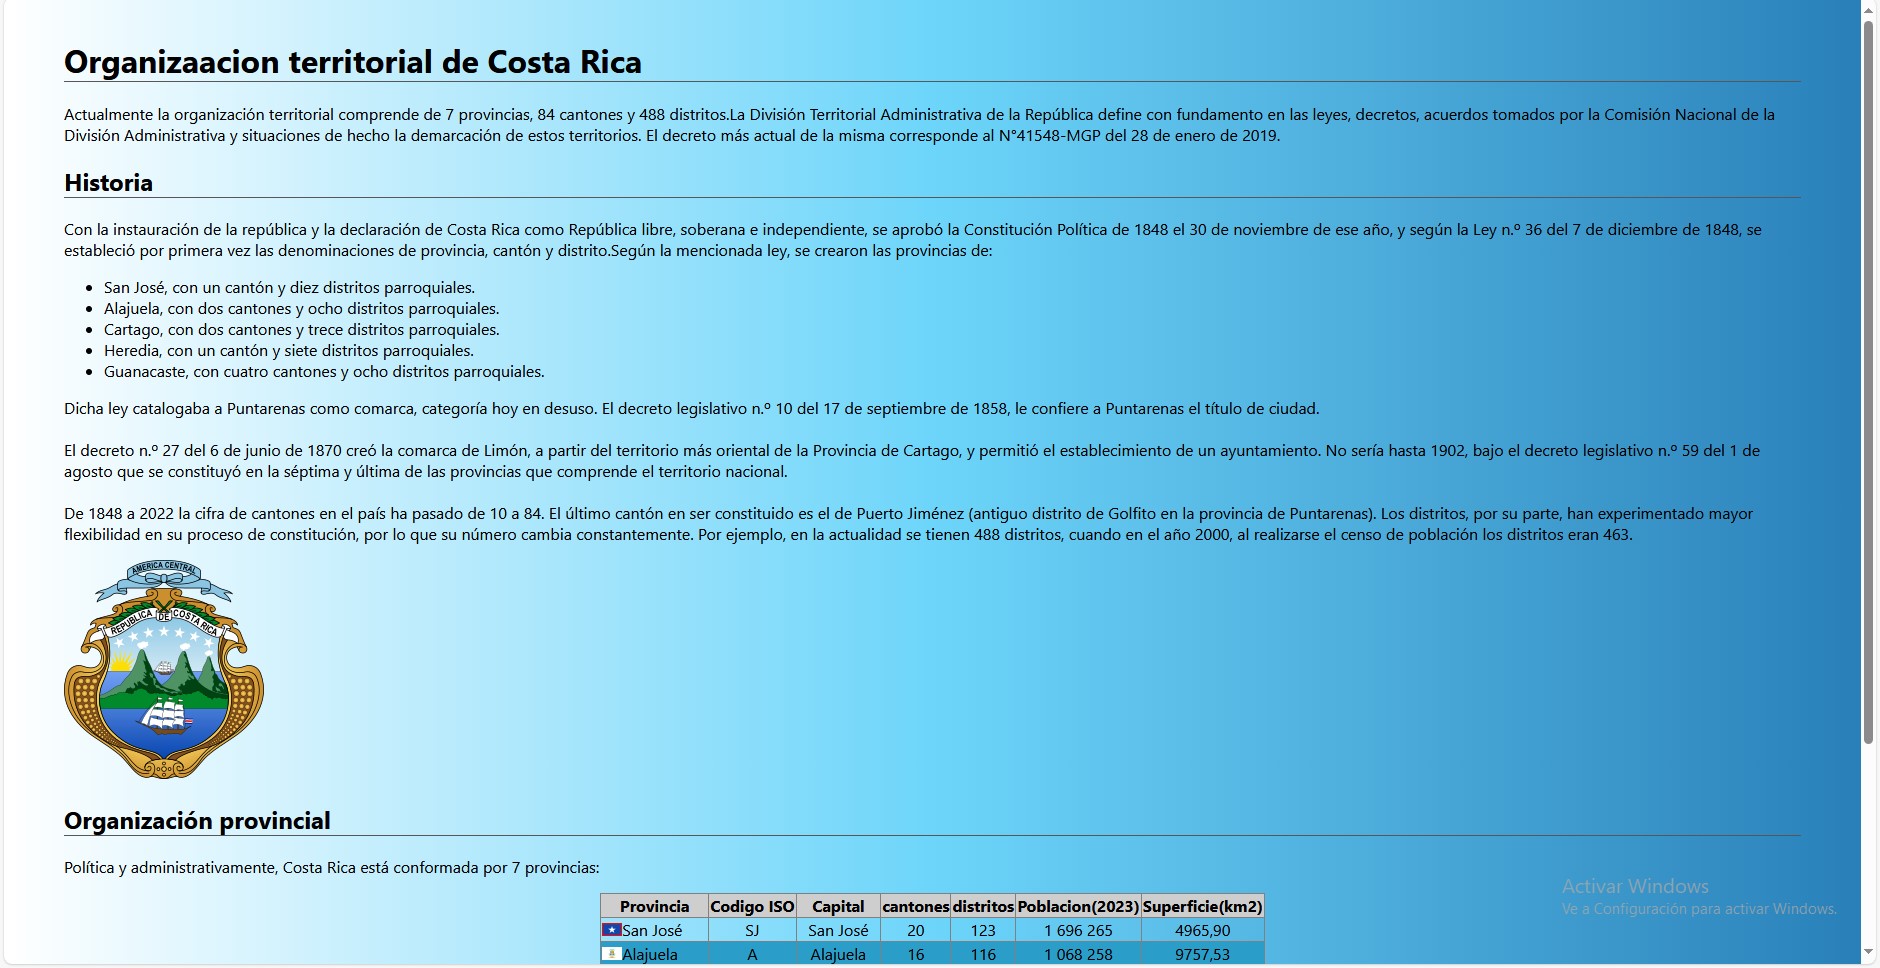 Organizaacion territorial de Costa Rica
Actualmente la organización territorial comprende de 7 provincias, 84 cantones y 488 distritos.La División Territorial Administrativa de la República define con fundamento en las leyes, decretos, acuerdos tomados por la Comisión Nacional de la
División Administrativa y situaciones de hecho la demarcación de estos territorios. El decreto más actual de la misma corresponde al N°41548-MGP del 28 de enero de 2019.
Historia
Con la instauración de la república y la declaración de Costa Rica como República libre, soberana e independiente, se aprobó la Constitución Política de 1848 el 30 de noviembre de ese año, y según la Ley n.º 36 del 7 de diciembre de 1848, se
estableció por primera vez las denominaciones de provincia, cantón y distrito.Según la mencionada ley, se crearon las provincias de:
• San José, con un cantón y diez distritos parroquiales.
• Alajuela, con dos cantones y ocho distritos parroquiales.
• Cartago, con dos cantones y trece distritos parroquiales.
• Heredia, con un cantón y siete distritos parroquiales.
• Guanacaste, con cuatro cantones y ocho distritos parroquiales.
Dicha ley catalogaba a Puntarenas como comarca, categoría hoy en desuso. El decreto legislativo n.º 10 del 17 de septiembre de 1858, le confiere a Puntarenas el título de ciudad.
El decreto n.º 27 del 6 de junio de 1870 creó la comarca de Limón, a partir del territorio más oriental de la Provincia de Cartago, y permitió el establecimiento de un ayuntamiento. No sería hasta 1902, bajo el decreto legislativo n.º 59 del 1 de
agosto que se constituyó en la séptima y última de las provincias que comprende el territorio nacional.
De 1848 a 2022 la cifra de cantones en el país ha pasado de 10 a 84. El último cantón en ser constituido es el de Puerto Jiménez (antiguo distrito de Golfito en la provincia de Puntarenas). Los distritos, por su parte, han experimentado mayor
flexibilidad en su proceso de constitución, por lo que su número cambia constantemente. Por ejemplo, en la actualidad se tienen 488 distritos, cuando en el año 2000, al realizarse el censo de población los distritos eran 463.
AMERICA CENTRAL
REPUBLICA DE COSTA RICA
Organización provincial
Política y administrativamente, Costa Rica está conformada por 7 provincias:
Provincia Codigo ISO Capital cantones distritos Poblacion(2023) Superficie(km2)
San José SJ San José 20 123 1 696 265 4965,90
Alajuela A Alajuela 16 116 1 068 258 9757,53
Activar Windows
Ve a Configuración para activar Windows.